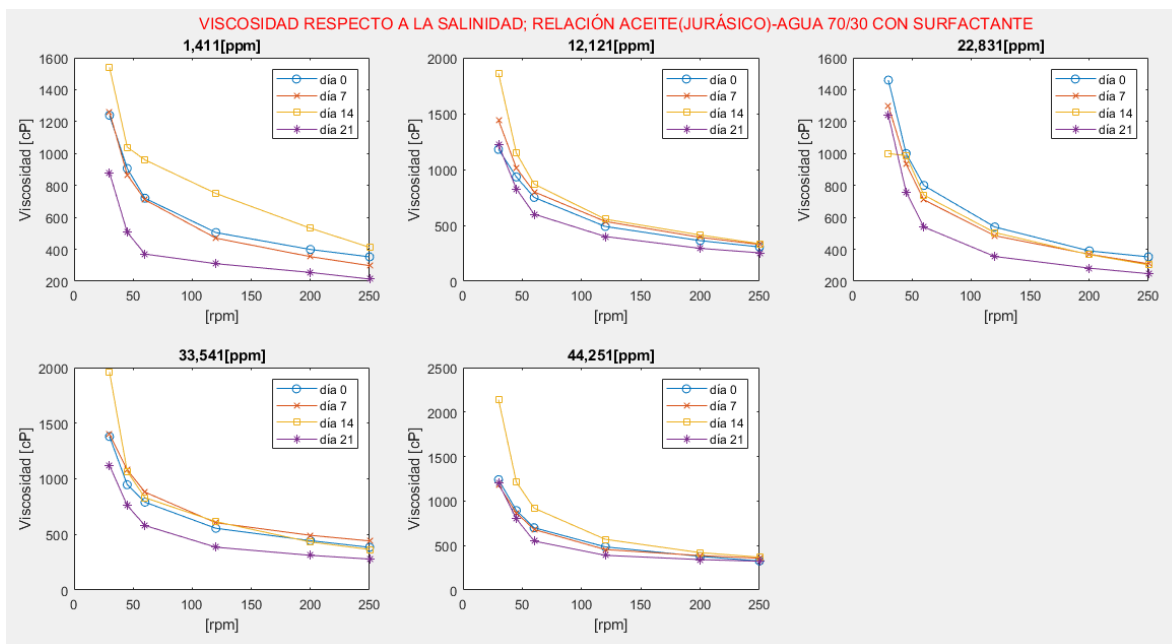 VISCOSIDAD RESPECTO A LA SALINIDAD; RELACIÓN ACEITE(JURÁSICO)-AGUA 70/30 CON SURFACTANTE
1,411[ppm]
Viscosidad [cP]
1600
1400
1200
1000
800
600
400
200
0 50 100 150 200 250
[rpm]
día 0
día 7
día 14
día 21
12,121[ppm]
Viscosidad [cP]
2000
1500
1000
500
0
0 50 100 150 200 250
[rpm]
día 0
día 7
día 14
día 21
22,831[ppm]
Viscosidad [cP]
1600
1400
1200
1000
800
600
400
200
0 50 100 150 200 250
[rpm]
día 0
día 7
día 14
día 21
33,541[ppm]
Viscosidad [cP]
2000
1500
1000
500
0
0 50 100 150 200 250
[rpm]
día 0
día 7
día 14
día 21
44,251[ppm]
Viscosidad [cP]
2500
2000
1500
1000
500
0
0 50 100 150 200 250
[rpm]
día 0
día 7
día 14
día 21